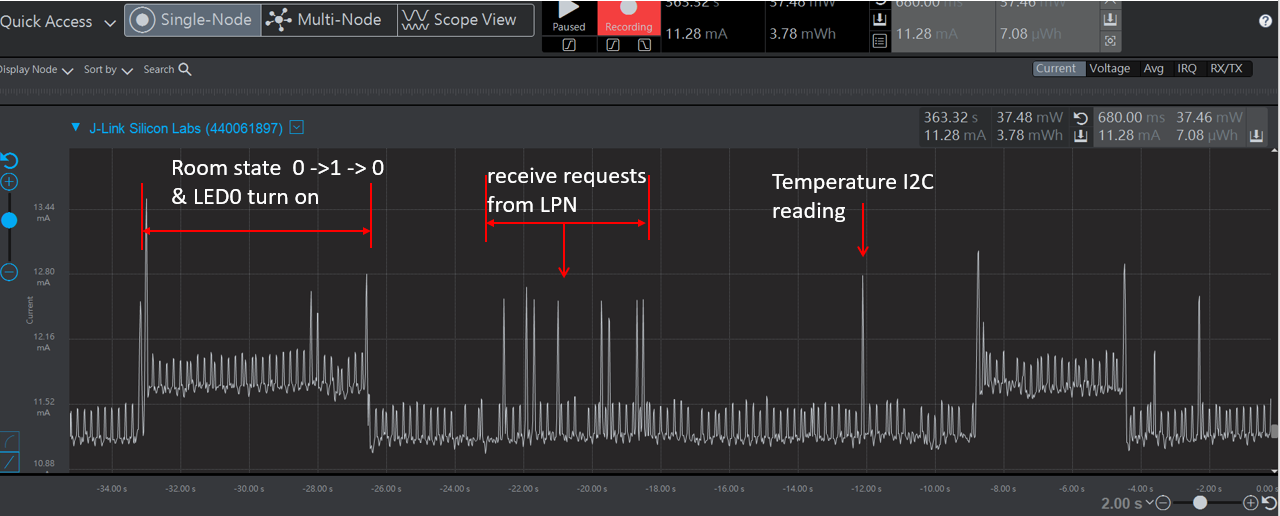 Quick Access Single-Node Multi-Node Scope View
Paused Recording
363.32 s 37.48 mW 680.00 ms 37.46 mW
11.28 mA 3.78 mWh 11.28 mA 7.08 µWh
Display Node Sort by Search Current Voltage Avg IRQ RX/TX
J-Link Silicon Labs (440061897)
363.32 s 37.48 mW 680.00 ms 37.46 mW
11.28 mA 3.78 mWh 11.28 mA 7.08 µWh
Room state 0 ->1 -> 0
& LED0 turn on
receive requests
from LPN
Temperature I2C
reading
13.44
mA
12.80
mA
Current
12.16
mA
11.52
mA
10.88
-34.00 s -32.00 s -30.00 s -28.00 s -26.00 s -24.00 s -22.00 s -20.00 s -18.00 s -16.00 s -14.00 s -12.00 s -10.00 s -8.00 s -6.00 s -4.00 s -2.00 s 0.00 s
2.00 s